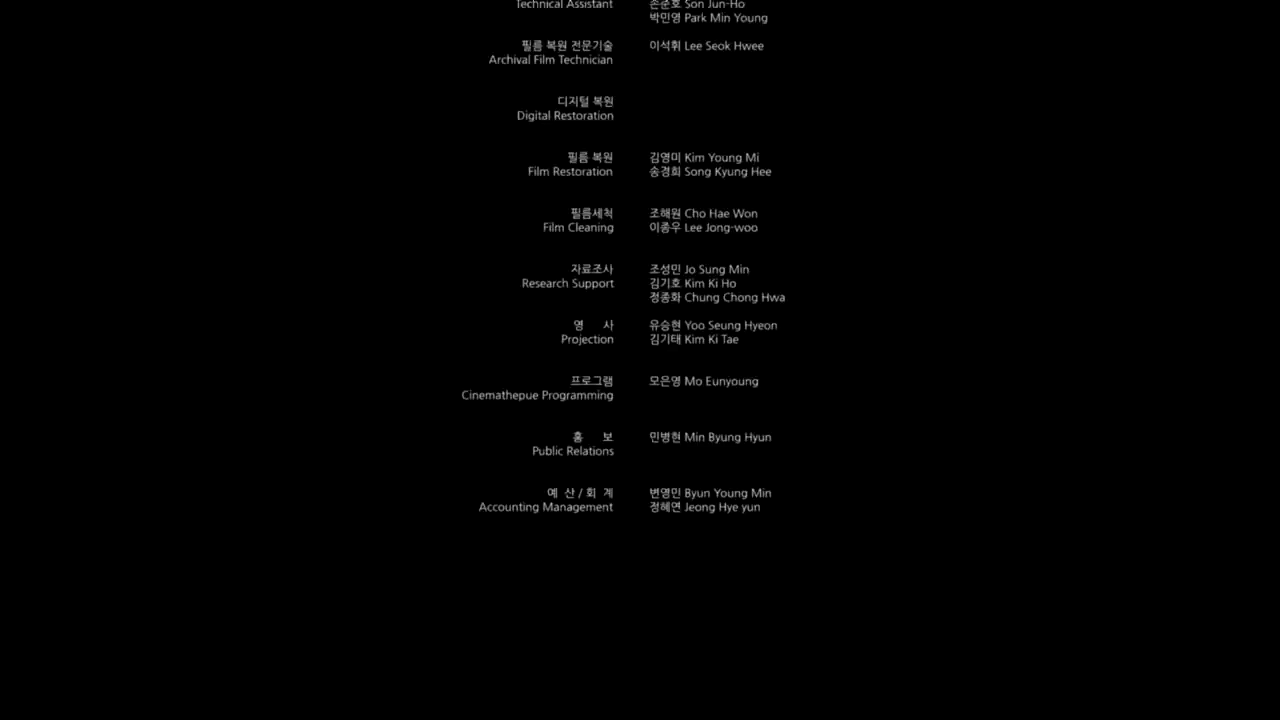 Technical Assistant 손준호 Son Jun-Ho
박민영 Park Min Young
필름 복원 전문기술 이석휘 Lee Seok Hwee
Archival Film Technician
디지털 복원
Digital Restoration
필름 복원 김영미 Kim Young Mi
Film Restoration 송경희 Song Kyung Hee
필름세척 조해원 Cho Hae Won
Film Cleaning 이종우 Lee Jong-woo
자료조사 조성민 Jo Sung Min
Research Support 김기호 Kim Ki Ho
정종화 Chung Chong Hwa
영 사 유승현 Yoo Seung Hyeon
Projection 김기태 Kim Ki Tae
프로그램 모은영 Mo Eunyoung
Cinemathepue Programming
홍 보 민병현 Min Byung Hyun
Public Relations
예 산 / 회 계 변영민 Byun Young Min
Accounting Management 정혜연 Jeong Hye yun